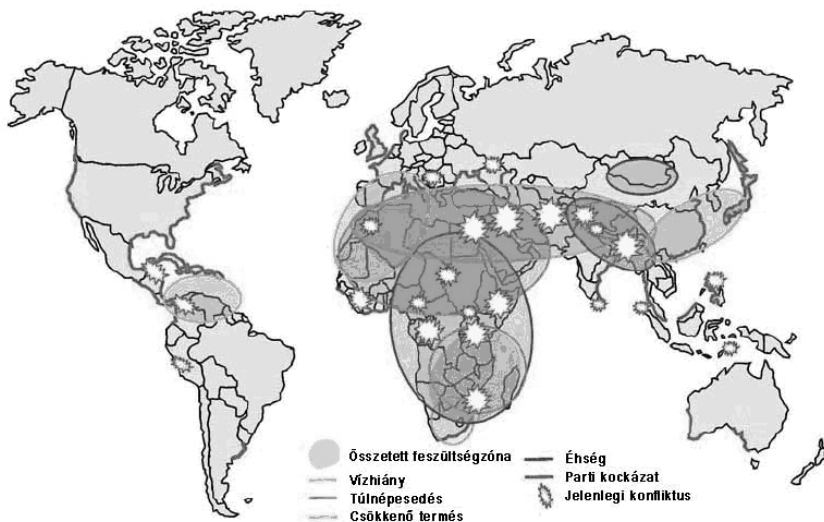 Összetett feszültségzóna
Vízhiány
Túlnépesedés
Csökkenő termés
Éhség
Parti kockázat
Jelenlegi konfliktus